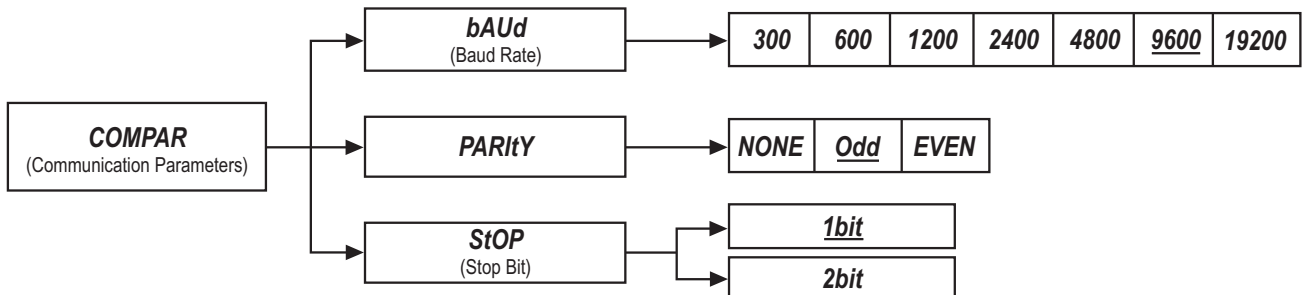 bAUd
(Baud Rate)
300 600 1200 2400 4800 9600 19200
COMPAR
(Communication Parameters)
PARItY
NONE Odd EVEN
StOP
(Stop Bit)
1bit
2bit